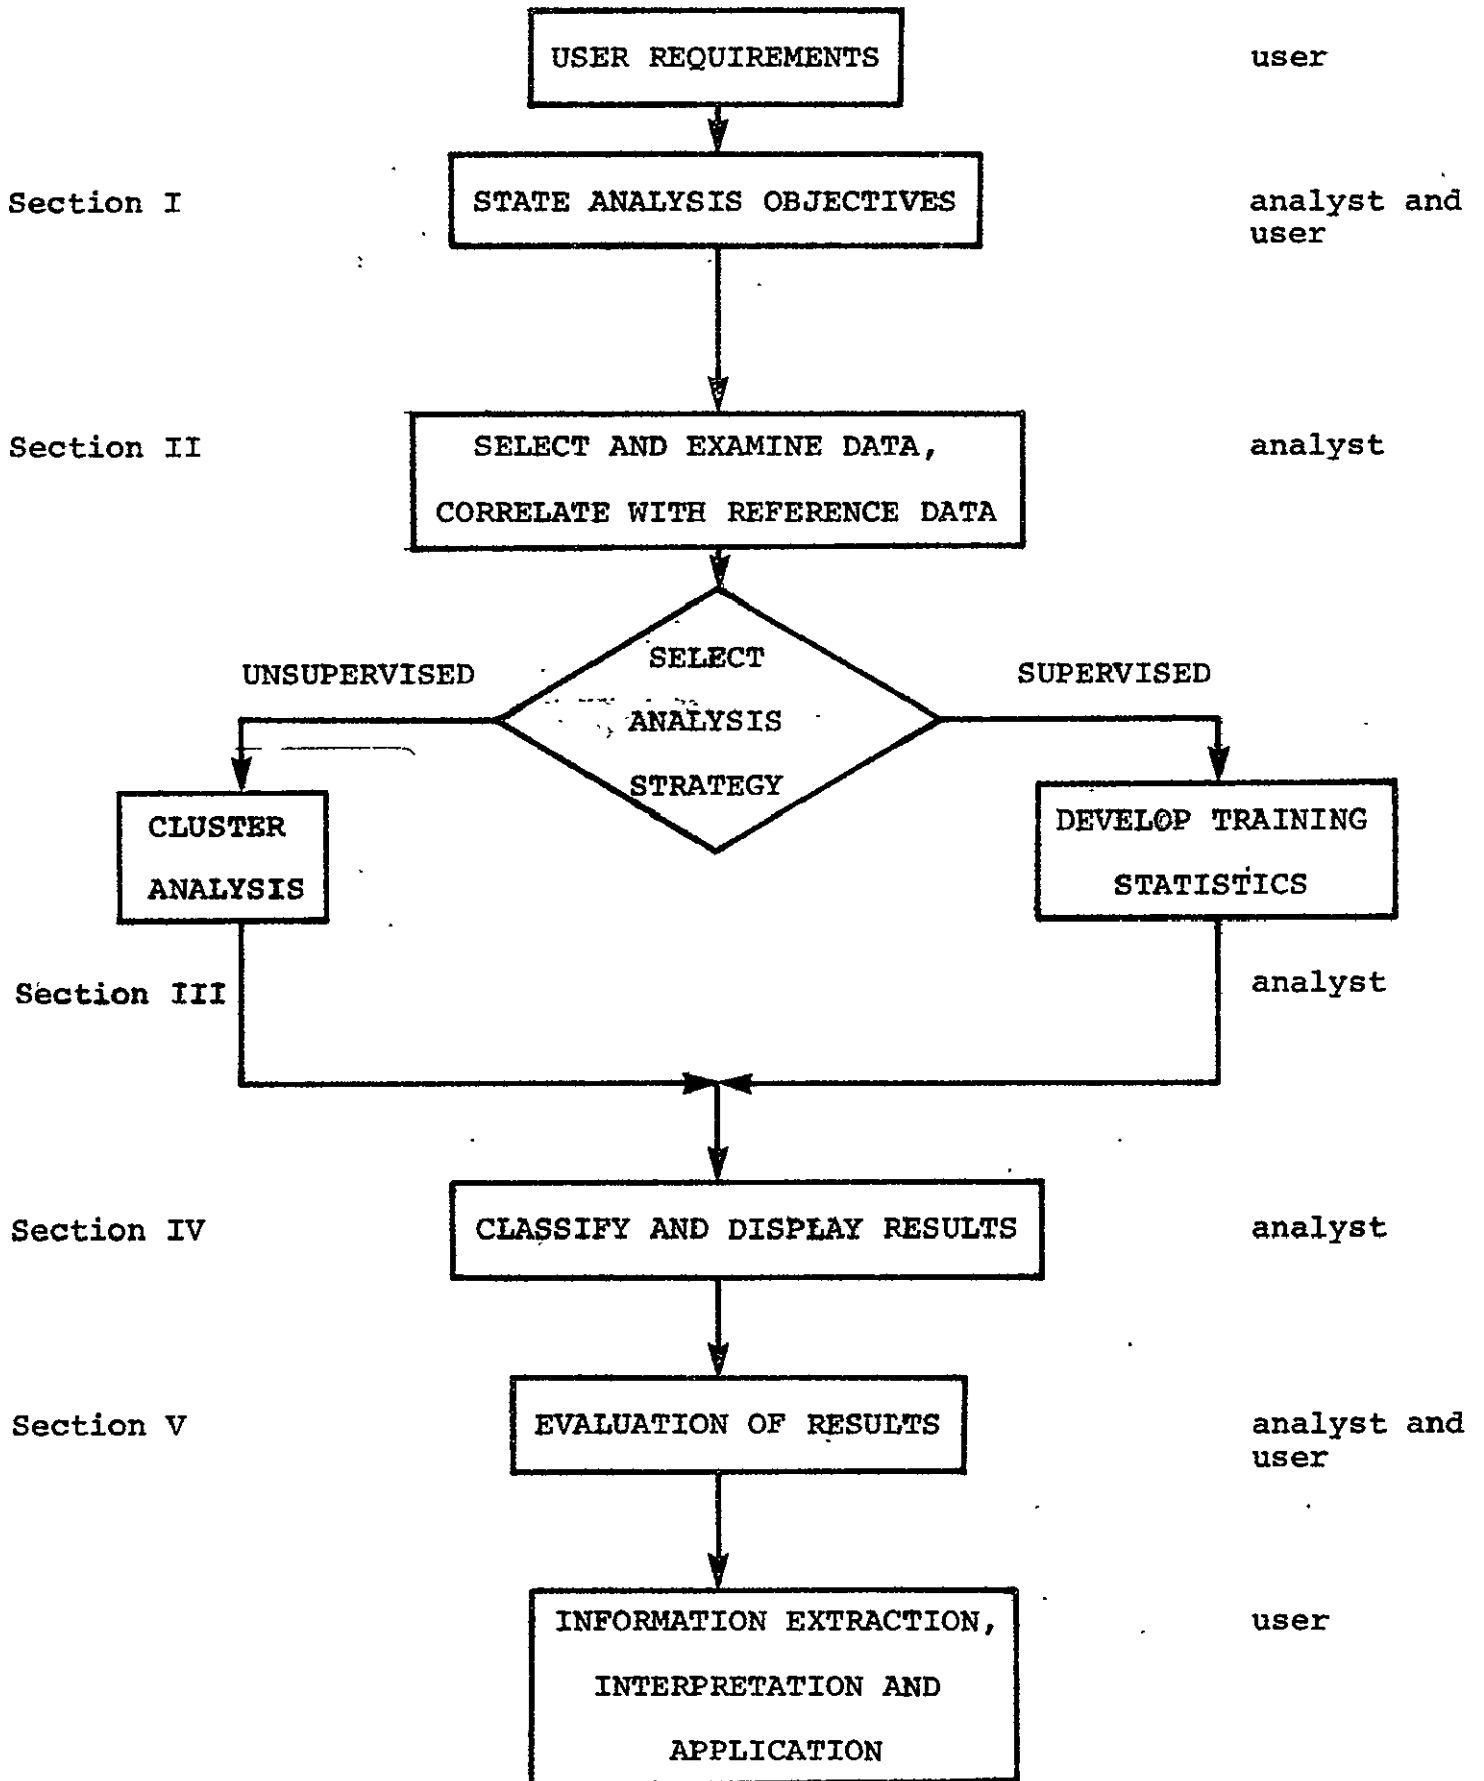 USER REQUIREMENTS
user
Section I
STATE ANALYSIS OBJECTIVES
analyst and
user
Section II
SELECT AND EXAMINE DATA,
CORRELATE WITH REFERENCE DATA
analyst
UNSUPERVISED
SELECT
ANALYSIS
STRATEGY
SUPERVISED
CLUSTER
ANALYSIS
DEVELOP TRAINING
STATISTICS
Section III
analyst
Section IV
CLASSIFY AND DISPLAY RESULTS
analyst
Section V
EVALUATION OF RESULTS
analyst and
user
INFORMATION EXTRACTION,
INTERPRETATION AND
APPLICATION
user